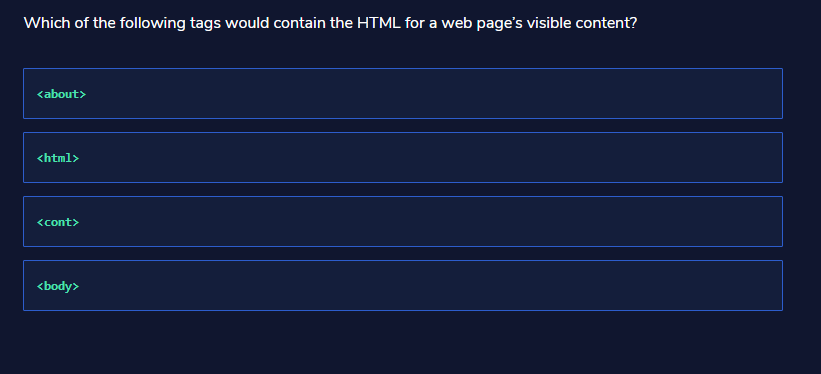 Which of the following tags would contain the HTML for a web page’s visible content?
<about>
<html>
<cont>
<body>